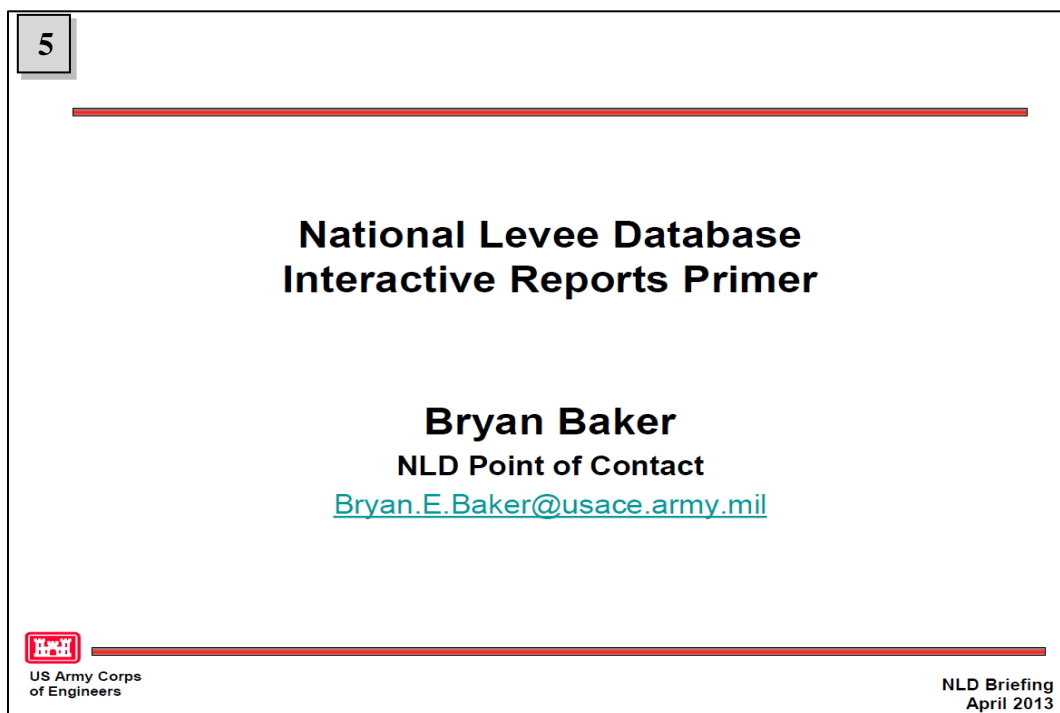 5
National Levee Database
Interactive Reports Primer
Bryan Baker
NLD Point of Contact
Bryan.E.Baker@usace.army.mil
US Army Corps
of Engineers
NLD Briefing
April 2013